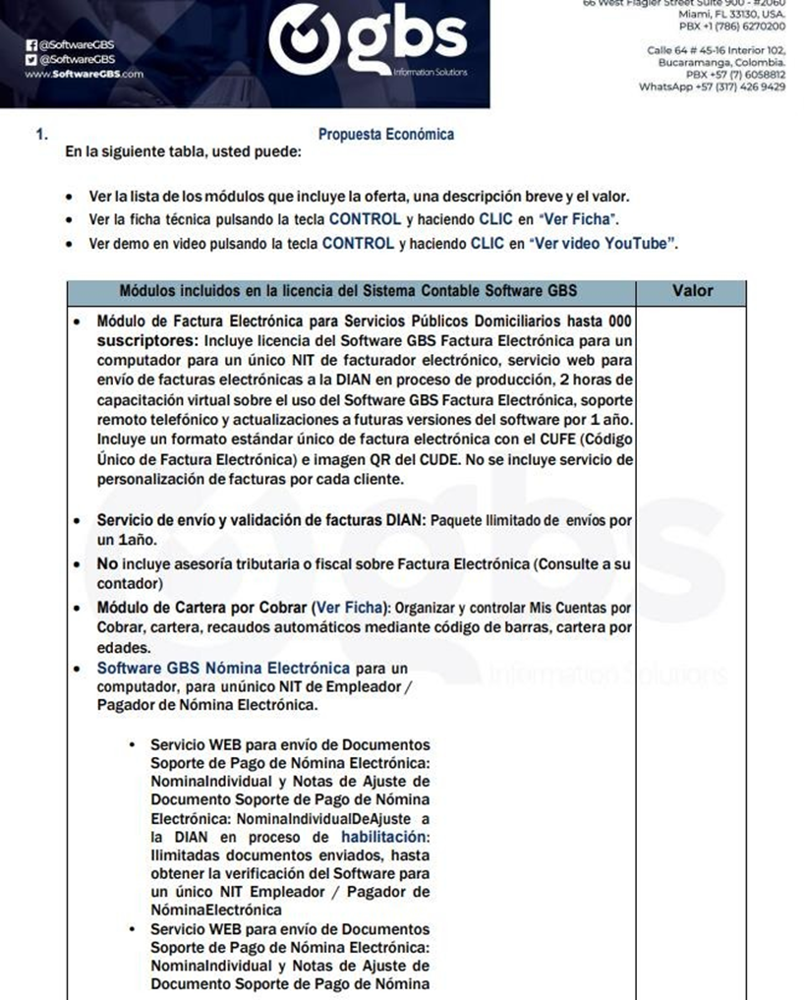 66 West Flagler Street Suite 900 - #2060
Miami, FL 33130, USA.
PBX +1 (786) 6270200
@SoftwareGBS
@SoftwareGBS
www.SoftwareGBS.com
gbs
Information Solutions
Calle 64 # 45-16 Interior 102,
Bucaramanga, Colombia.
PBX +57 (7) 6058812
WhatsApp +57 (317) 426 9429
1. Propuesta Económica
En la siguiente tabla, usted puede:
• Ver la lista de los módulos que incluye la oferta, una descripción breve y el valor.
• Ver la ficha técnica pulsando la tecla CONTROL y haciendo CLIC en “Ver Ficha”.
• Ver demo en video pulsando la tecla CONTROL y haciendo CLIC en “Ver video YouTube”.
Módulos incluidos en la licencia del Sistema Contable Software GBS Valor
• Módulo de Factura Electrónica para Servicios Públicos Domiciliarios hasta 000
suscriptores: Incluye licencia del Software GBS Factura Electrónica para un
computador para un único NIT de facturador electrónico, servicio web para
envío de facturas electrónicas a la DIAN en proceso de producción, 2 horas de
capacitación virtual sobre el uso del Software GBS Factura Electrónica, soporte
remoto telefónico y actualizaciones a futuras versiones del software por 1 año.
Incluye un formato estándar único de factura electrónica con el CUFE (Código
Único de Factura Electrónica) e imagen QR del CUDE. No se incluye servicio de
personalización de facturas por cada cliente.
• Servicio de envío y validación de facturas DIAN: Paquete Ilimitado de envíos por
un 1año.
• No incluye asesoría tributaria o fiscal sobre Factura Electrónica (Consulte a su
contador)
• Módulo de Cartera por Cobrar (Ver Ficha): Organizar y controlar Mis Cuentas por
Cobrar, cartera, recaudos automáticos mediante código de barras, cartera por
edades.
• Software GBS Nómina Electrónica para un
computador, para unúnico NIT de Empleador /
Pagador de Nómina Electrónica.
• Servicio WEB para envío de Documentos
Soporte de Pago de Nómina Electrónica:
NominaIndividual y Notas de Ajuste de
Documento Soporte de Pago de Nómina
Electrónica: NominaIndividualDeAjuste a
la DIAN en proceso de habilitación:
Ilimitadas documentos enviados, hasta
obtener la verificación del Software para
un único NIT Empleador / Pagador de
NóminaElectrónica
• Servicio WEB para envío de Documentos
Soporte de Pago de Nómina Electrónica:
NominaIndividual y Notas de Ajuste de
Documento Soporte de Pago de Nómina
gbs
Information Solutions